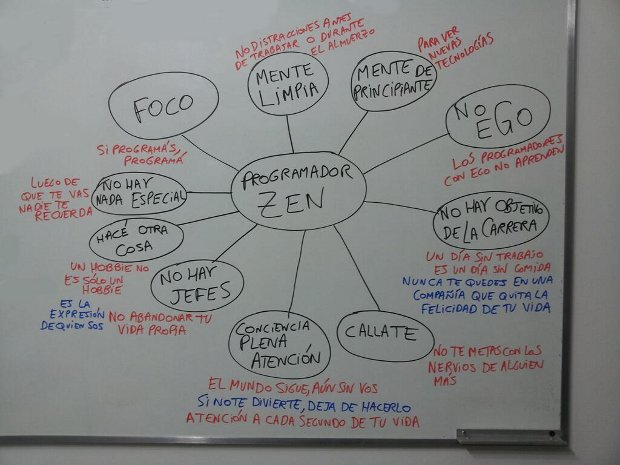 NO DISTRACCIONES ANTES
DE TRABAJAR O DURANTE
EL ALMUERZO
MENTE
LIMPIA
PARA VER
NUEVAS
TECNOLOGÍAS
MENTE DE
PRINCIPIANTE
FOCO
SI PROGRAMÁS,
PROGRAMÁ
NO
EGO
LOS PROGRAMADORES
CON EGO NO APRENDEN
PROGRAMADOR
ZEN
LUEGO DE
QUE TE VAS
NADIE TE
RECUERDA
NO HAY
NADA ESPECIAL
NO HAY OBJETIVO
DE LA CARRERA
UN DÍA SIN TRABAJO
ES UN DÍA SIN COMIDA
NUNCA TE QUEDES EN UNA
COMPAÑÍA QUE QUITA LA
FELICIDAD DE TU VIDA
HACÉ OTRA
COSA
UN HOBBIE NO
ES SÓLO UN
HOBBIE
ES LA
EXPRESIÓN
DE QUIEN SOS
NO HAY
JEFES
NO ABANDONAR TU
VIDA PROPIA
CONCIENCIA
PLENA
ATENCIÓN
EL MUNDO SIGUE, AÚN SIN VOS
SI NO TE DIVIERTE, DEJA DE HACERLO
ATENCIÓN A CADA SEGUNDO DE TU VIDA
CALLATE
NO TE METAS CON LOS
NERVIOS DE ALGUIEN
MÁS